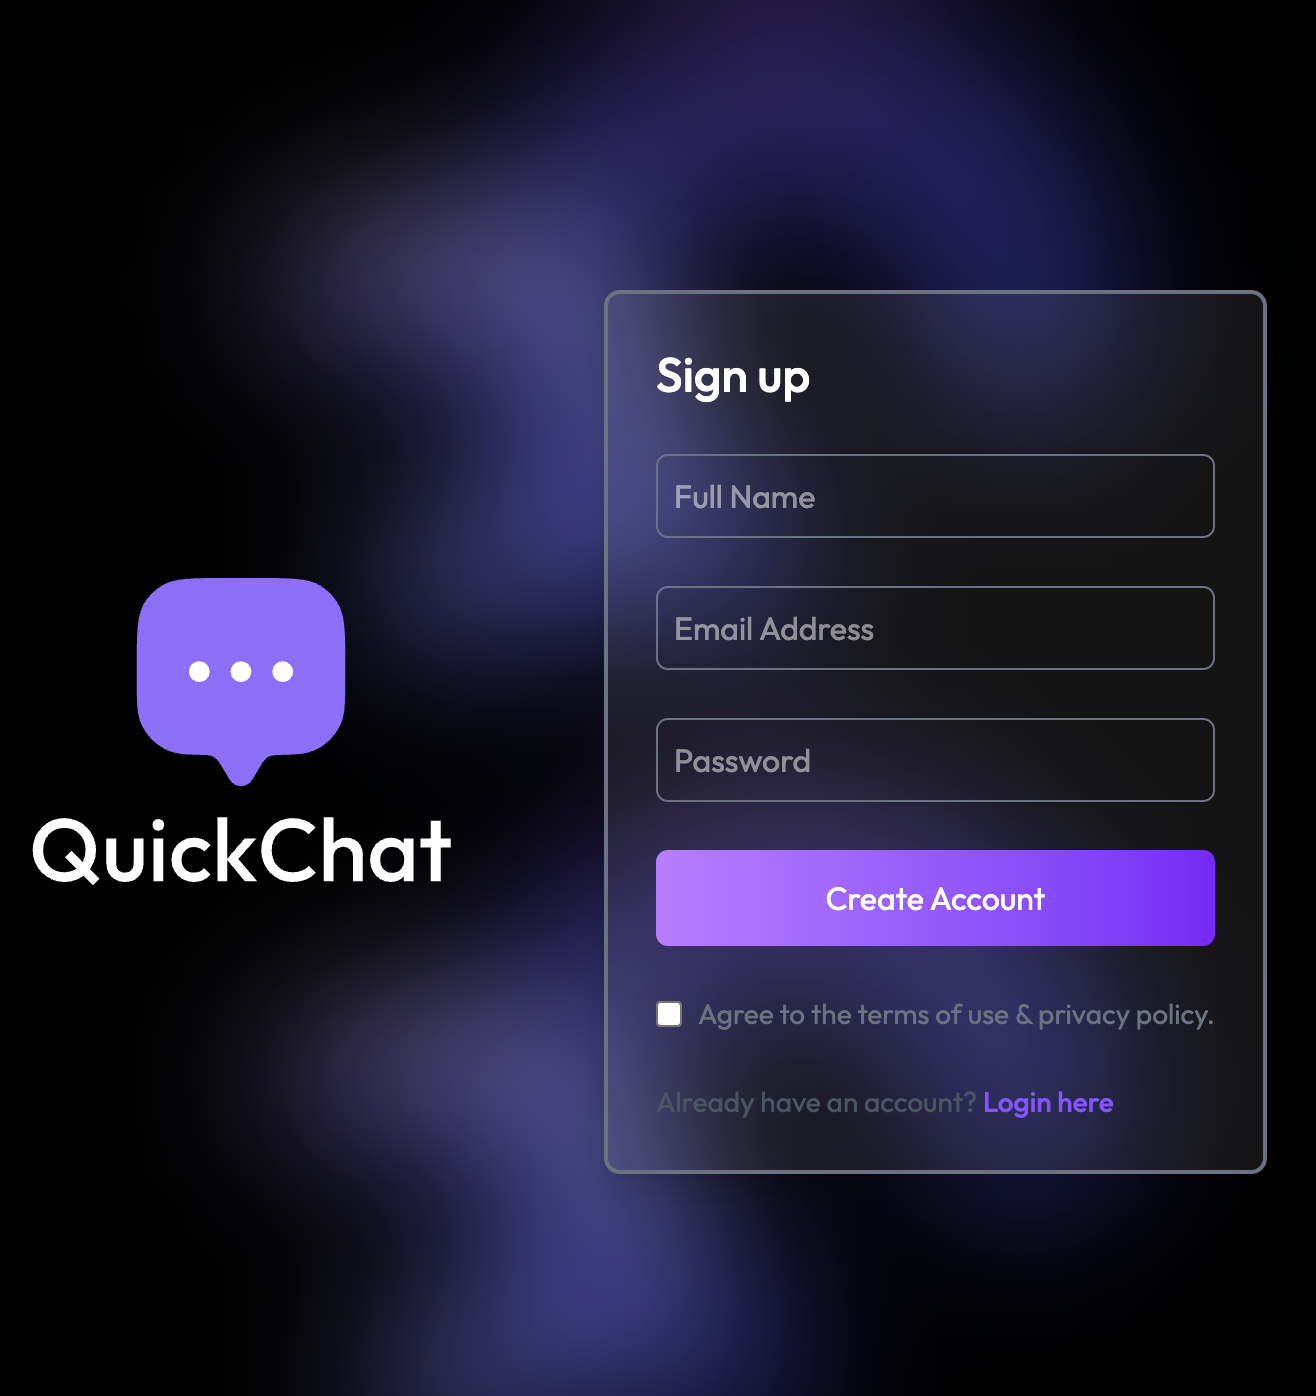 QuickChat
Sign up
Full Name
Email Address
Password
Create Account
Agree to the terms of use & privacy policy.
Already have an account? Login here